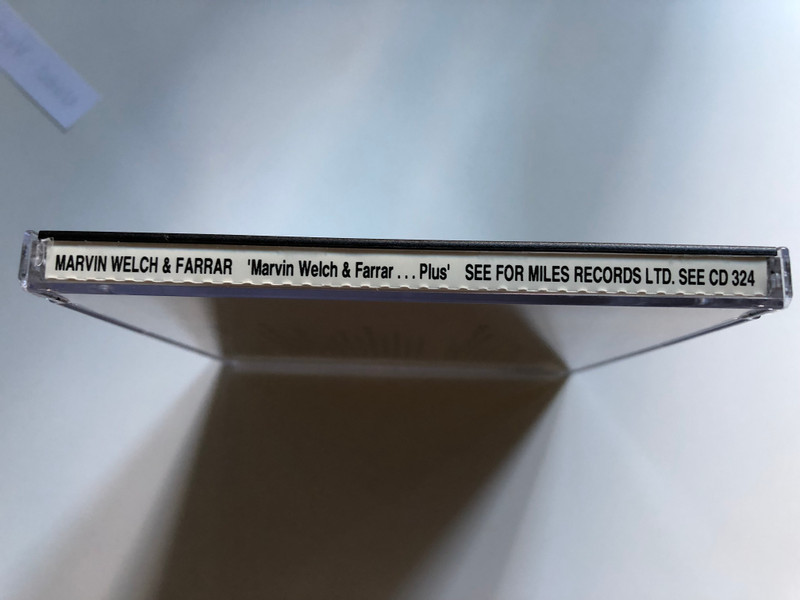 MARVIN WELCH & FARRAR 'Marvin Welch & Farrar . . . Plus' SEE FOR MILES RECORDS LTD. SEE CD 324